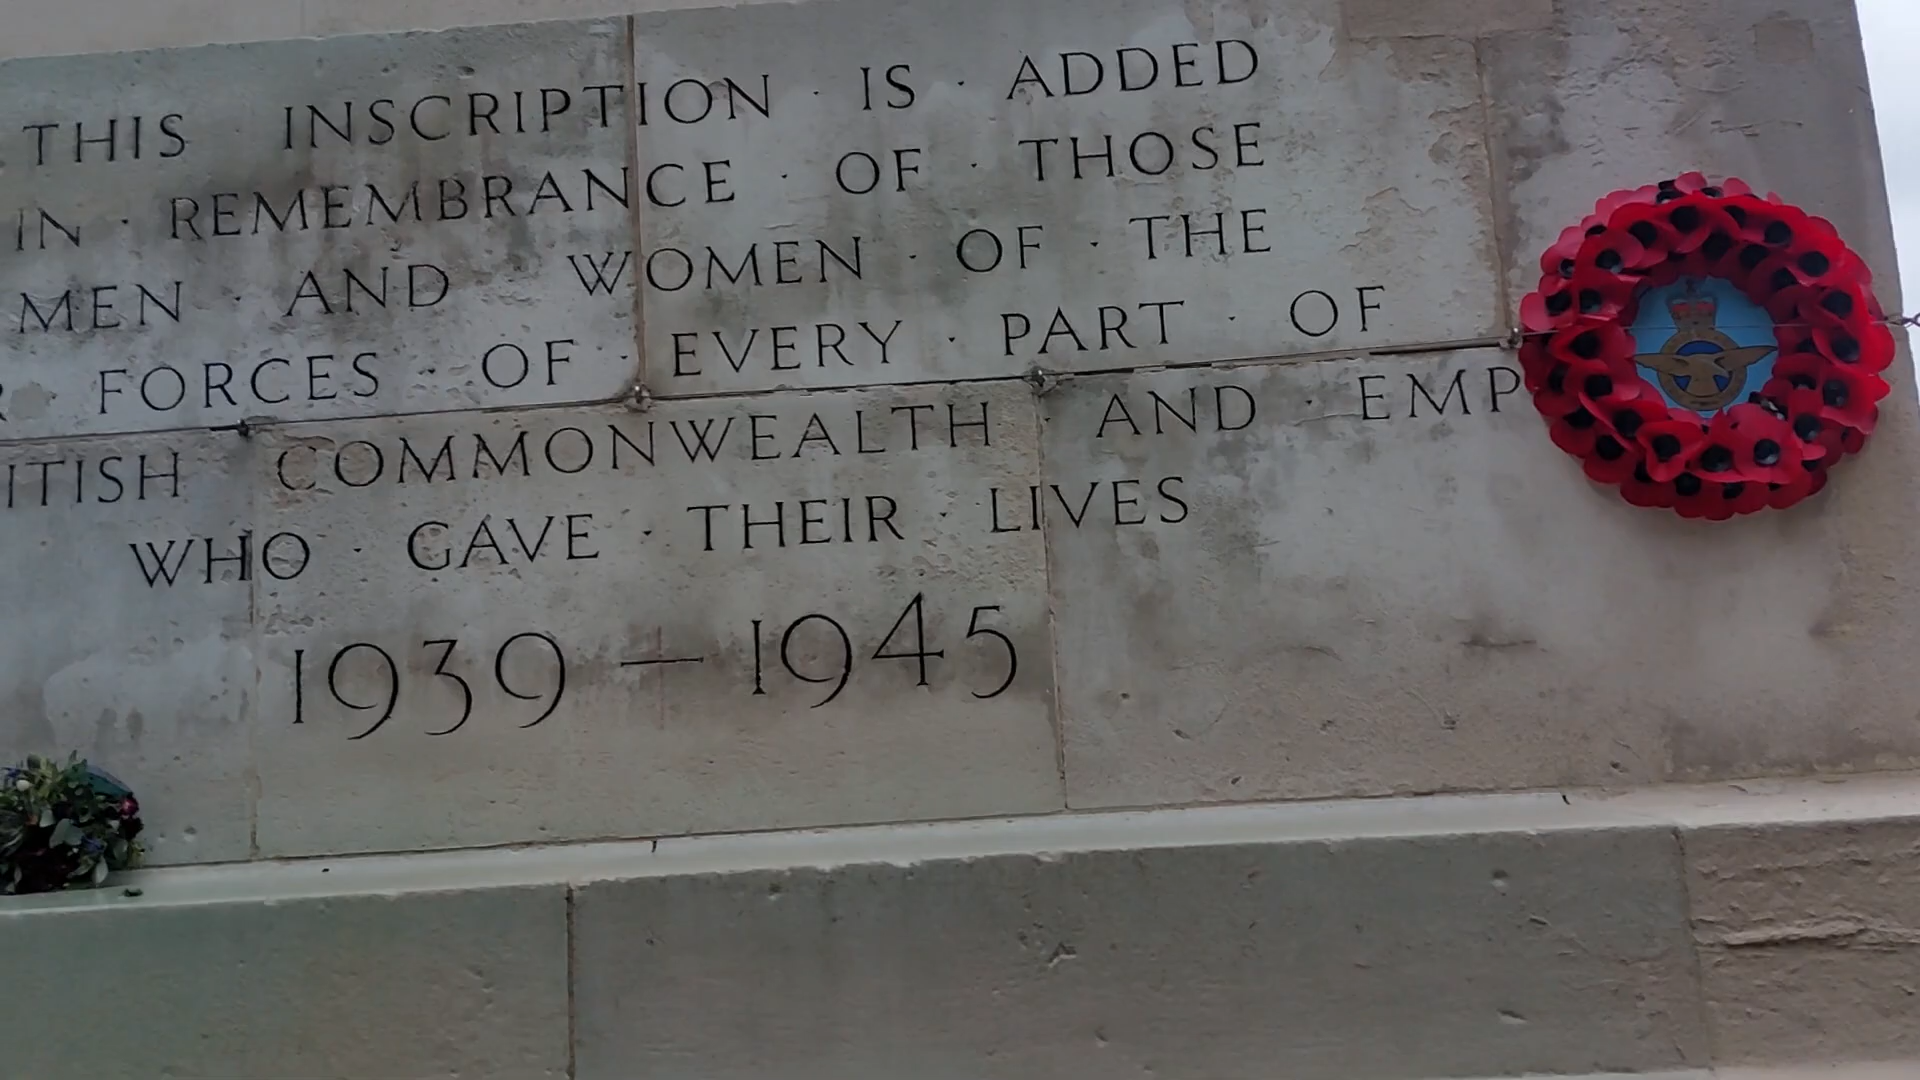 THIS INSCRIPTION · IS · ADDED
IN · REMEMBRANCE · OF · THOSE
MEN · AND WOMEN · OF · THE
R FORCES · OF · EVERY · PART · OF
ITISH COMMONWEALTH · AND · EMP
WHO · GAVE · THEIR · LIVES
1939 — 1945